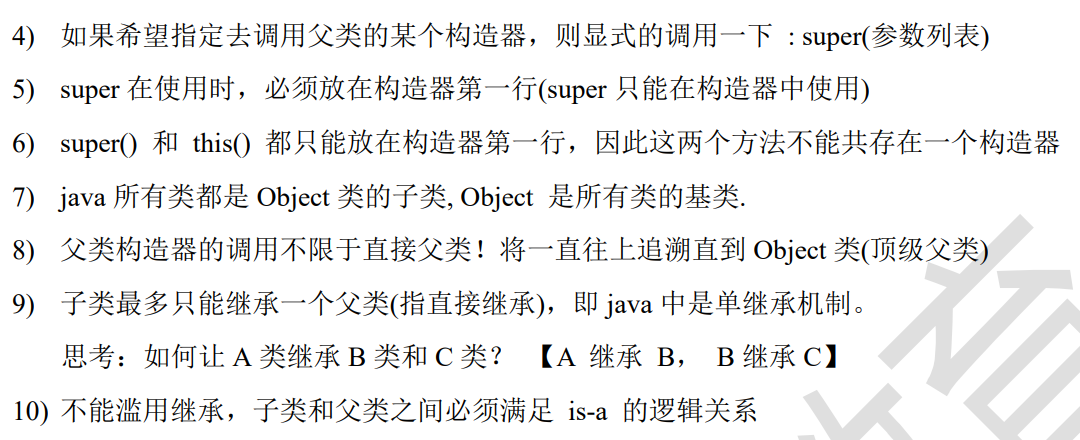 4) 如果希望指定去调用父类的某个构造器，则显式的调用一下 : super(参数列表)
5) super 在使用时，必须放在构造器第一行(super 只能在构造器中使用)
6) super() 和 this() 都只能放在构造器第一行，因此这两个方法不能共存在一个构造器
7) java 所有类都是 Object 类的子类, Object 是所有类的基类.
8) 父类构造器的调用不限于直接父类！将一直往上追溯直到 Object 类(顶级父类)
9) 子类最多只能继承一个父类(指直接继承)，即 java 中是单继承机制。
思考：如何让 A 类继承 B 类和 C 类？ 【A 继承 B， B 继承 C】
10) 不能滥用继承，子类和父类之间必须满足 is-a 的逻辑关系
育